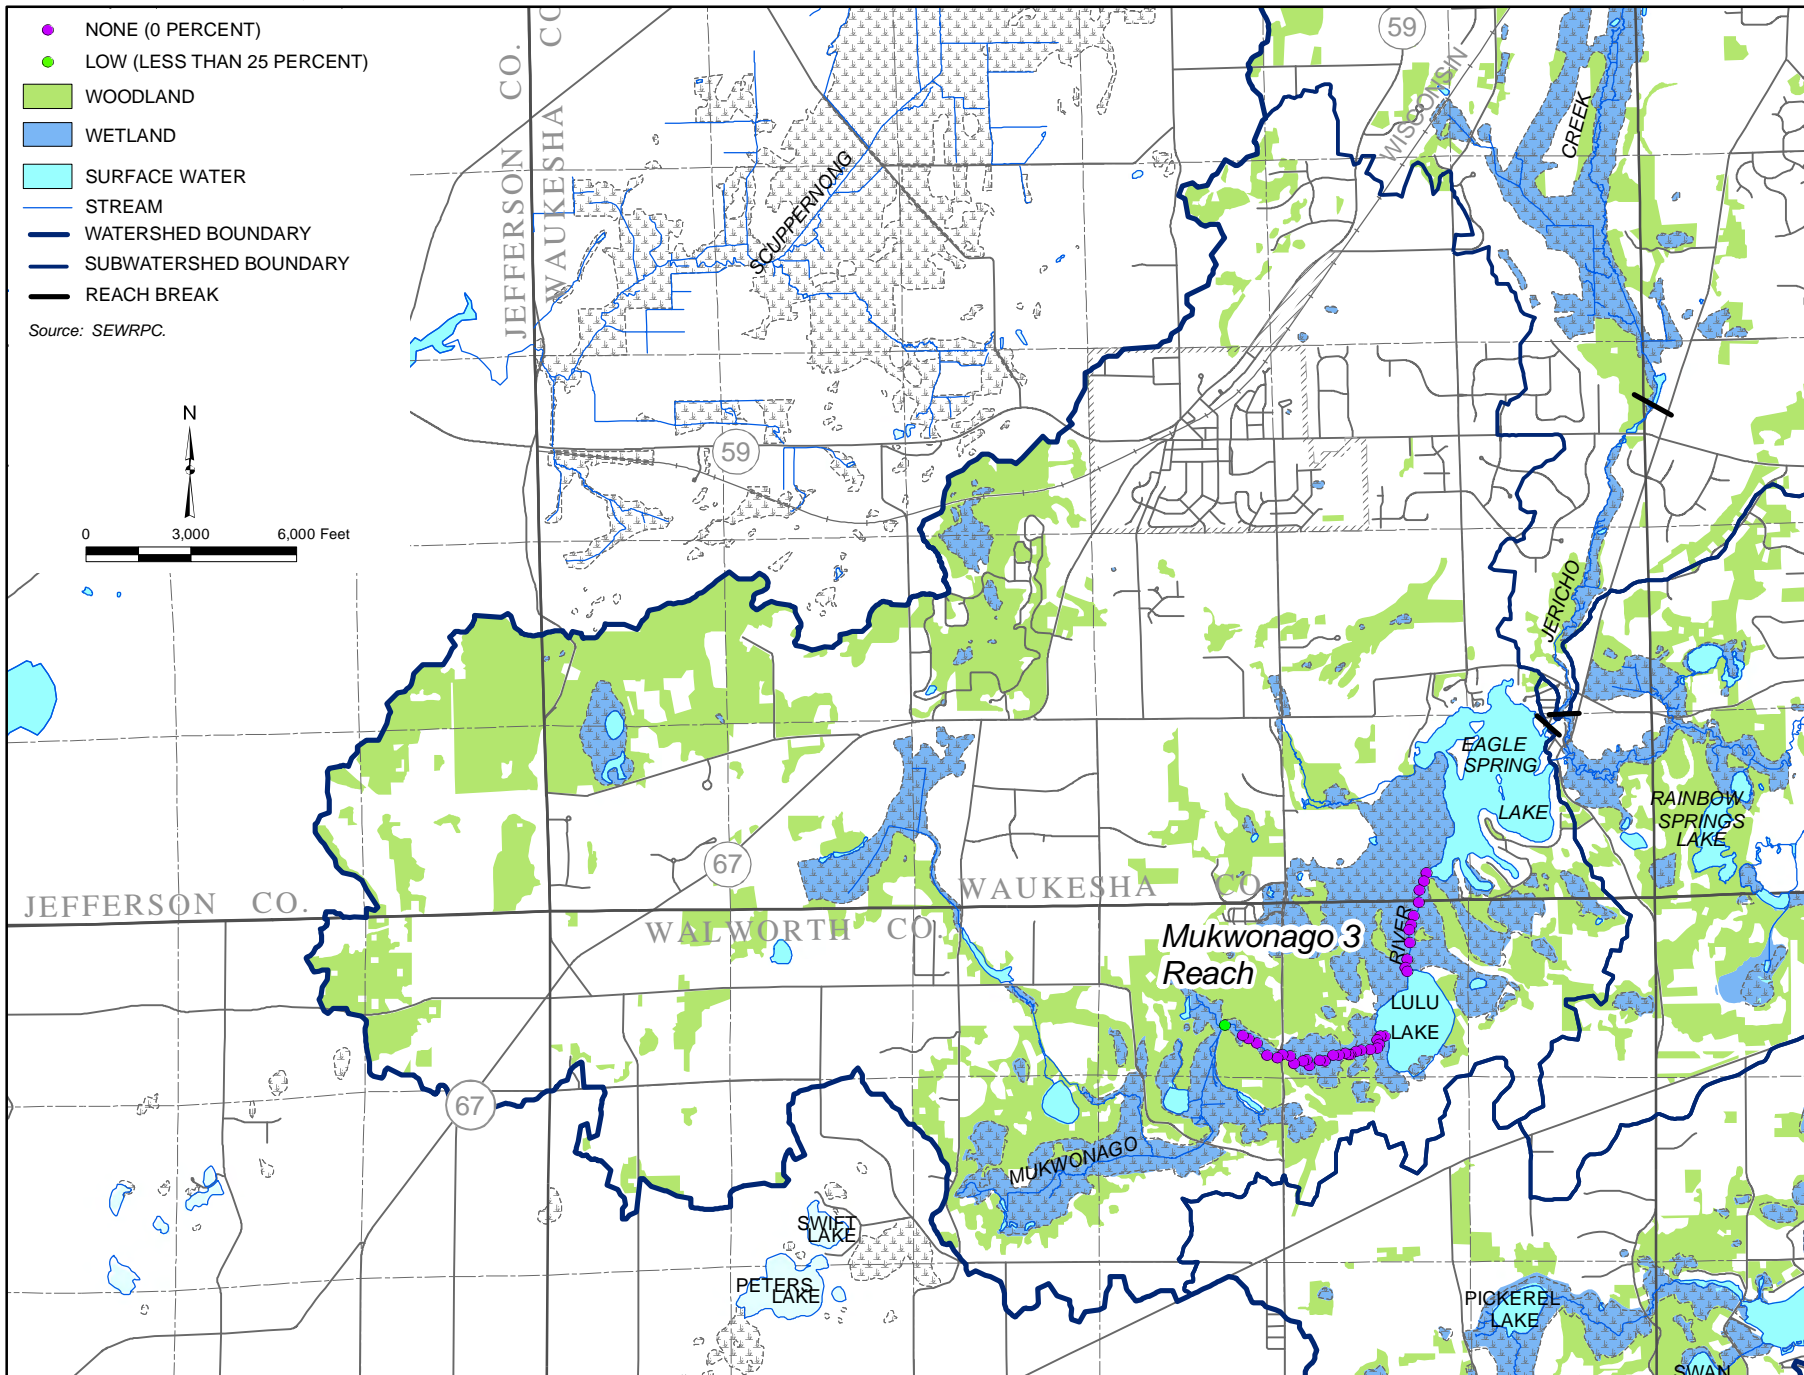 NONE (0 PERCENT)
LOW (LESS THAN 25 PERCENT)
WOODLAND
WETLAND
SURFACE WATER
STREAM
WATERSHED BOUNDARY
SUBWATERSHED BOUNDARY
REACH BREAK
Source: SEWRPC.
N
0 3,000 6,000 Feet
JEFFERSON CO.
WAUKESHA CO
SCUPPERNONG
59
WISCONSIN
CREEK
59
JERICHO
EAGLE
SPRING
LAKE
RAINBOW
SPRINGS
LAKE
67
JEFFERSON CO.
WAUKESHA CO
WALWORTH CO.
Mukwonago 3
Reach
RIVER
LULU
LAKE
67
MUKWONAGO
SWIFT
LAKE
PETERS
LAKE
PICKEREL
LAKE
SWAN